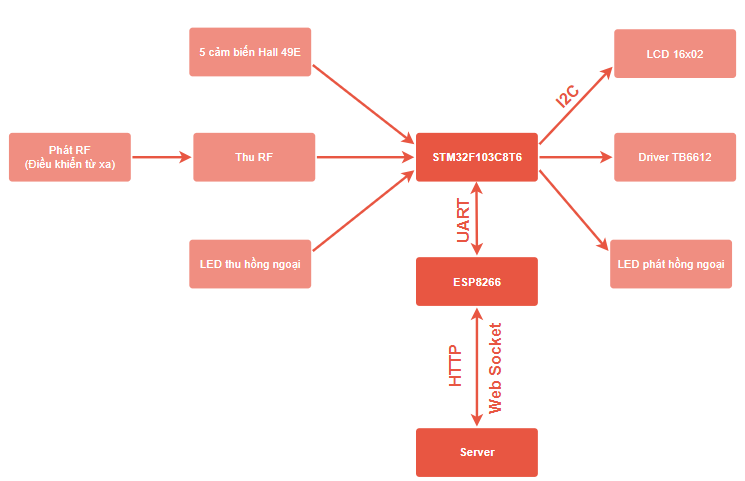 5 cảm biến Hall 49E
LCD 16x02
I2C
Phát RF
(Điều khiển từ xa)
Thu RF
STM32F103C8T6
Driver TB6612
UART
LED thu hồng ngoại
ESP8266
LED phát hồng ngoại
HTTP
Web Socket
Server